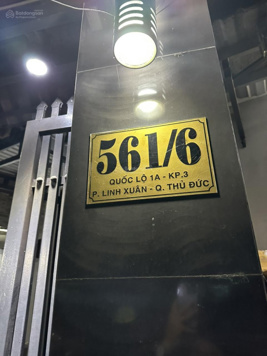 561/6
QUỐC LỘ 1A - KP.3
P. LINH XUÂN - Q. THỦ ĐỨC